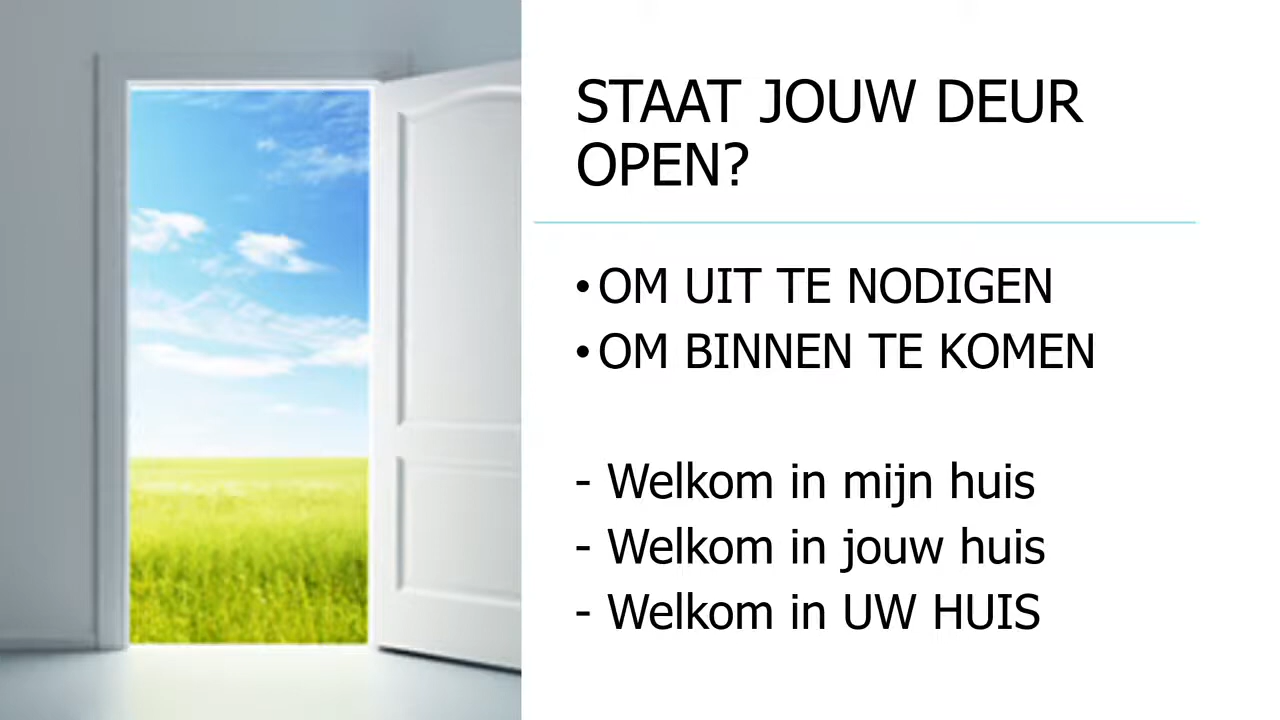 STAAT JOUW DEUR
OPEN?
• OM UIT TE NODIGEN
• OM BINNEN TE KOMEN
- Welkom in mijn huis
- Welkom in jouw huis
- Welkom in UW HUIS